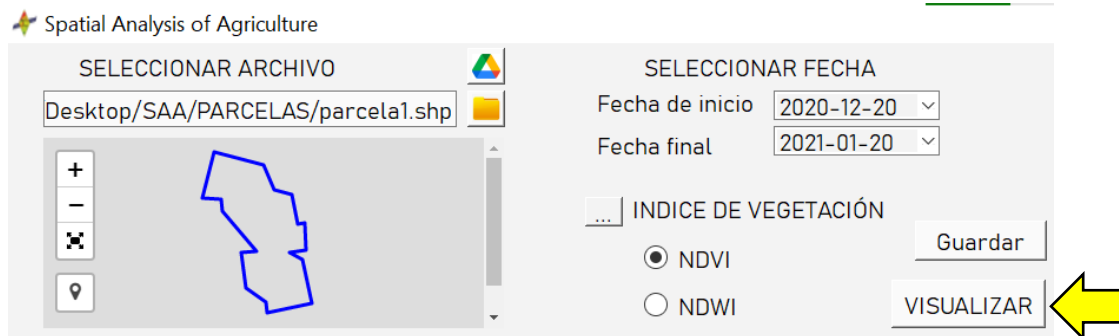 Spatial Analysis of Agriculture
SELECCIONAR ARCHIVO
Desktop/SAA/PARCELAS/parcela1.shp
+
−
SELECCIONAR FECHA
Fecha de inicio 2020-12-20
Fecha final 2021-01-20
... INDICE DE VEGETACIÓN
NDVI
NDWI
Guardar
VISUALIZAR